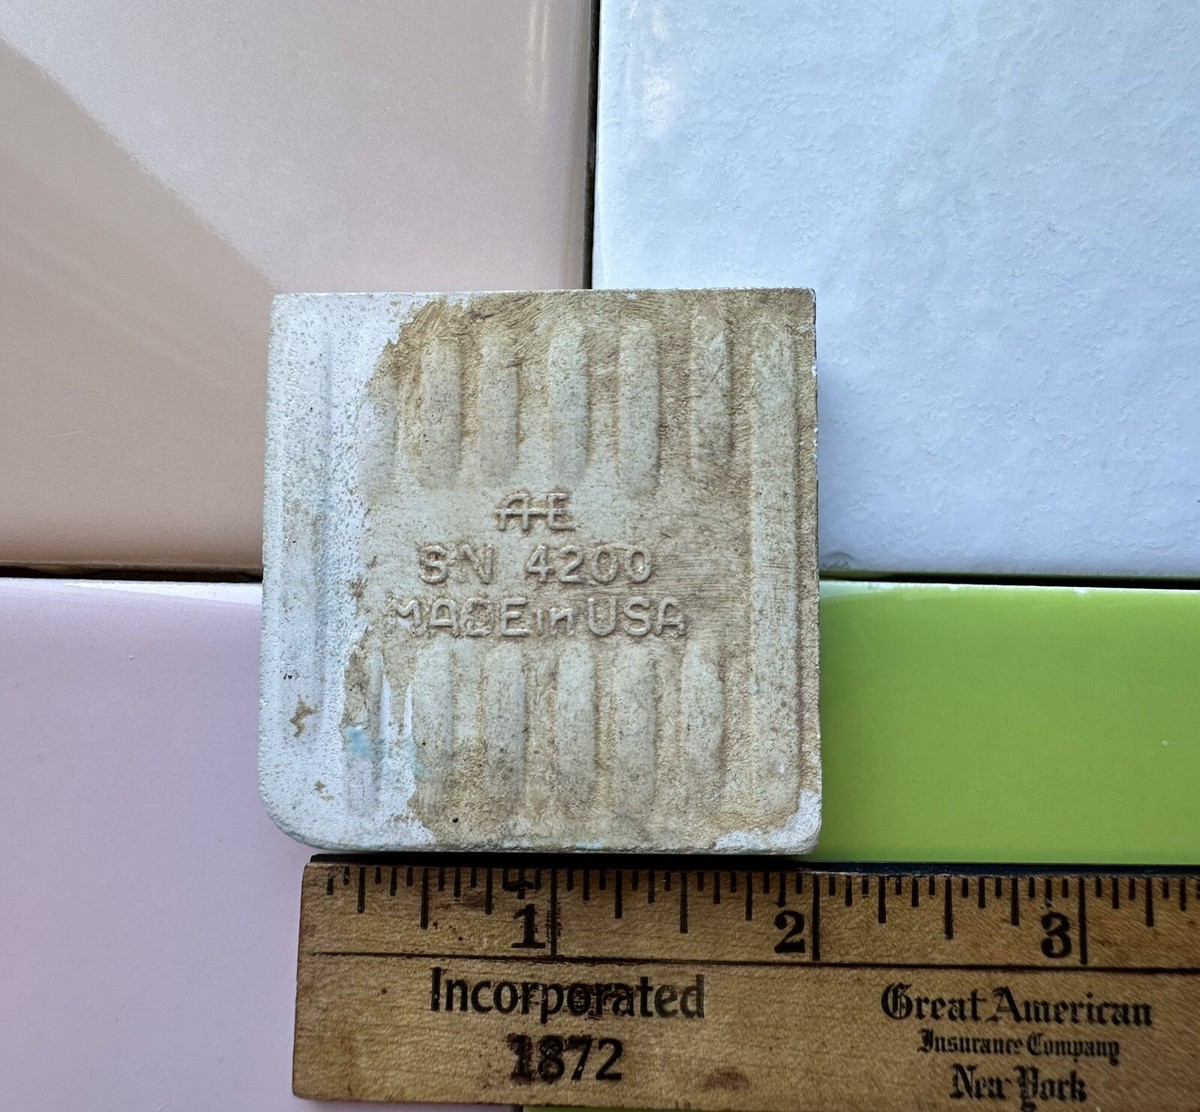 AE
SN 4200
MADE in USA
1 2 3
Incorporated
1872
Great American
Insurance Company
New York